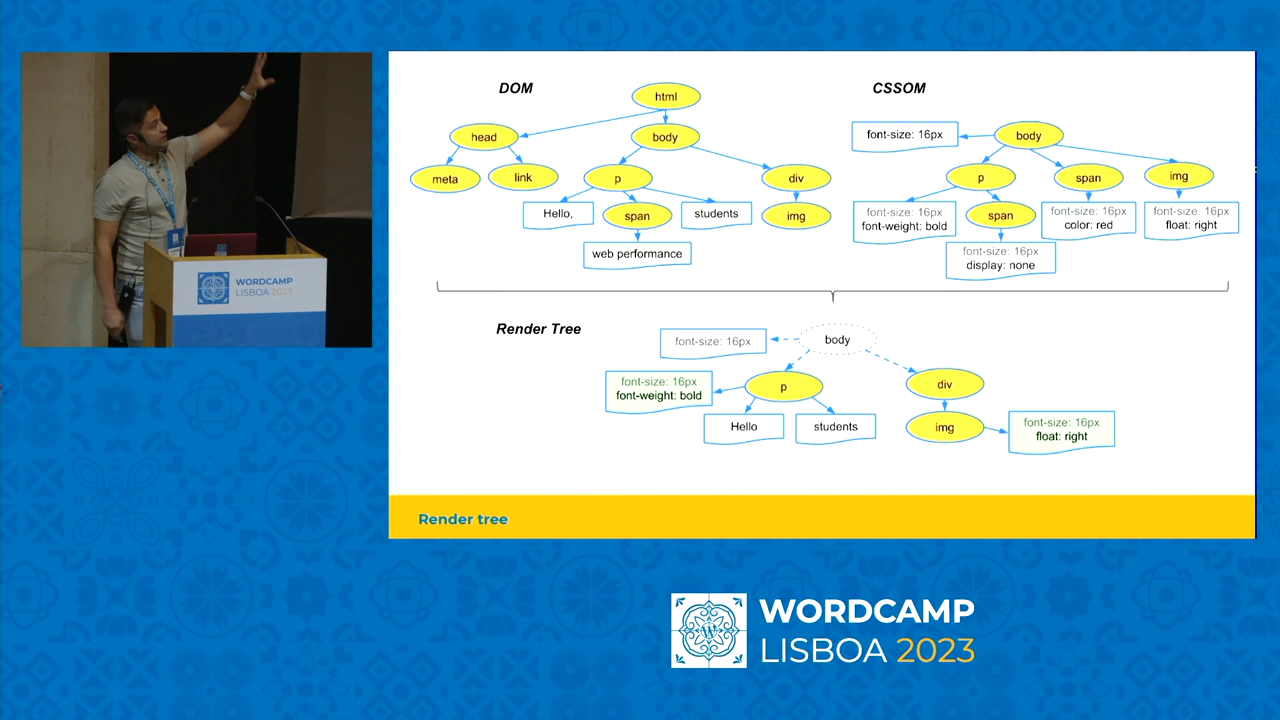 DOM
html
head
body
meta
link
p
div
Hello,
span
students
img
web performance
CSSOM
font-size: 16px
body
p
span
img
font-size: 16px
font-weight: bold
span
font-size: 16px
color: red
font-size: 16px
float: right
font-size: 16px
display: none
Render Tree
font-size: 16px
body
font-size: 16px
font-weight: bold
p
div
Hello
students
img
font-size: 16px
float: right
Render tree
WORDCAMP
LISBOA 2023
WORDCAMP
LISBOA 2023